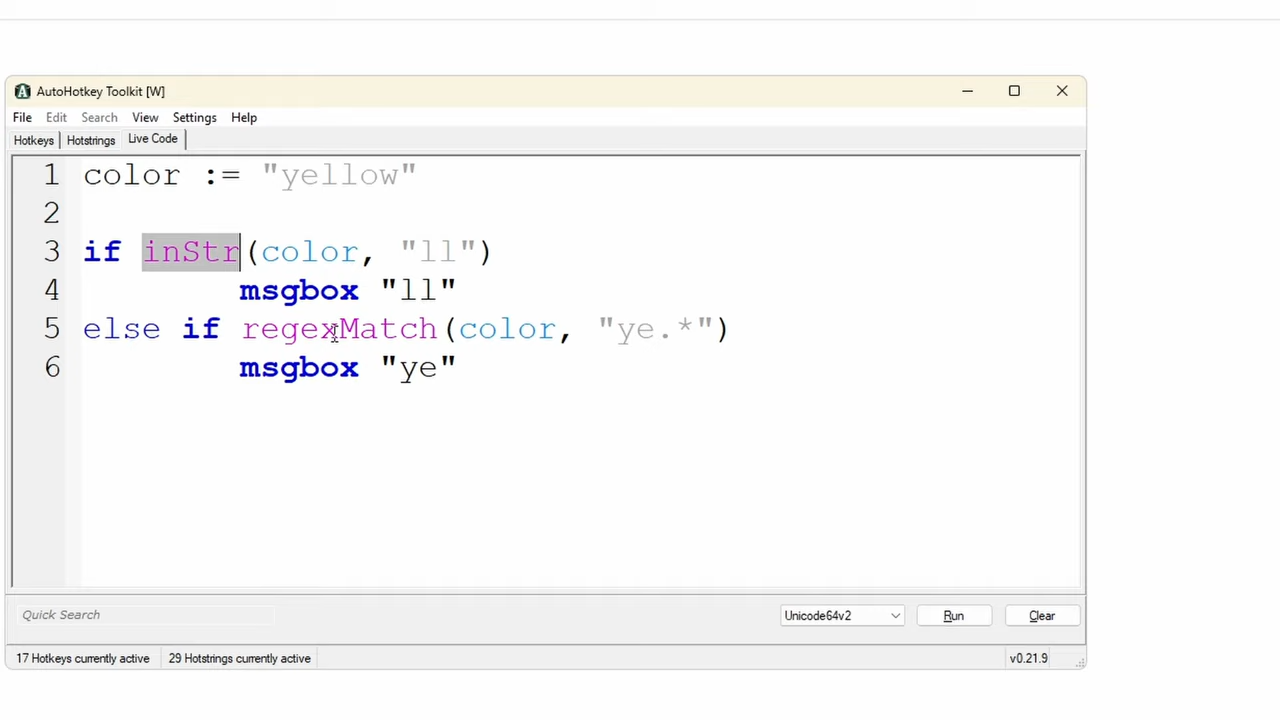 AutoHotkey Toolkit [W]
File Edit Search View Settings Help
Hotkeys Hotstrings Live Code
1 color := "yellow"
2
3 if inStr(color, "ll")
4 msgbox "ll"
5 else if regexMatch(color, "ye.*")
6 msgbox "ye"
Quick Search Unicode64v2 Run Clear
17 Hotkeys currently active 29 Hotstrings currently active v0.21.9